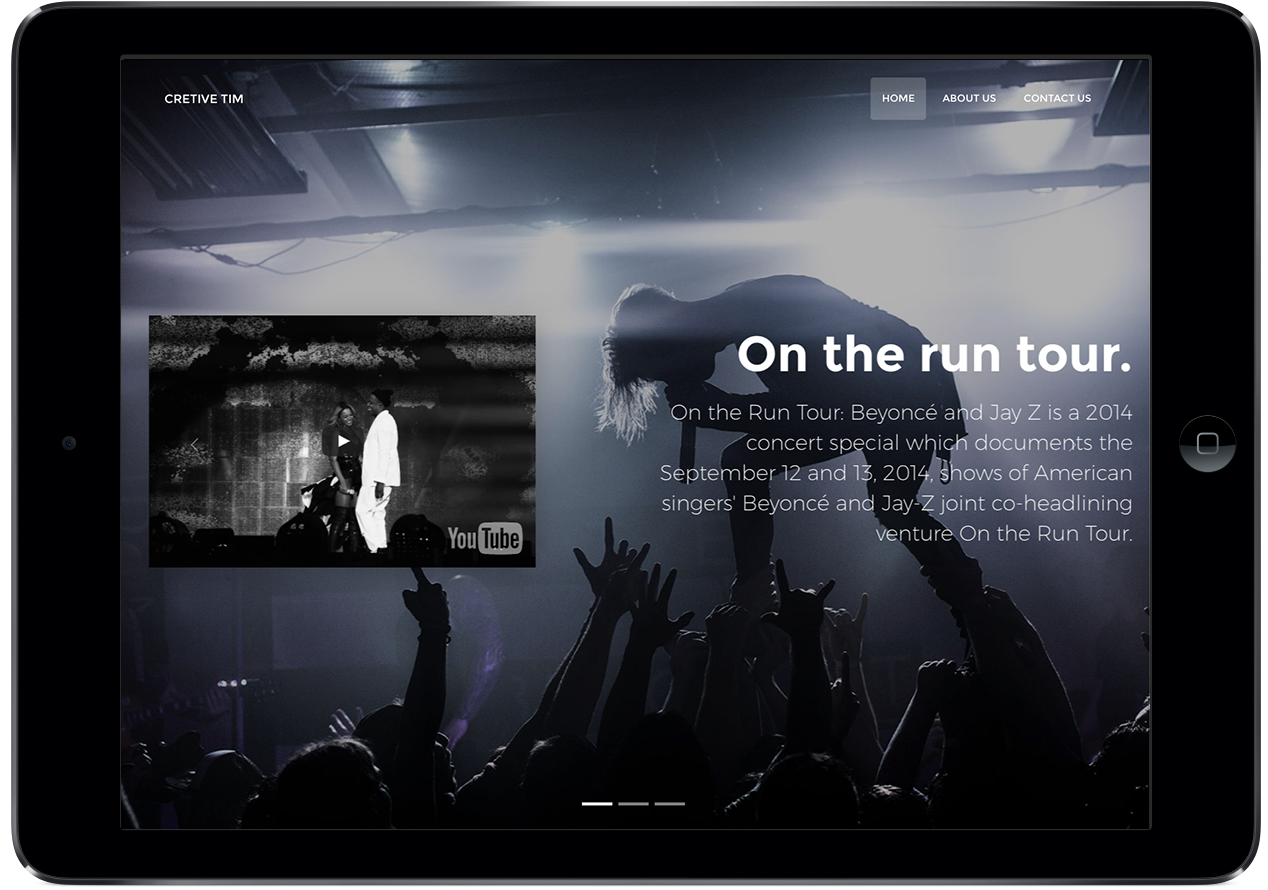 CRETIVE TIM
HOME ABOUT US CONTACT US
On the run tour.
On the Run Tour: Beyoncé and Jay Z is a 2014
concert special which documents the
September 12 and 13, 2014, shows of American
singers' Beyoncé and Jay-Z joint co-headlining
venture On the Run Tour.
YouTube